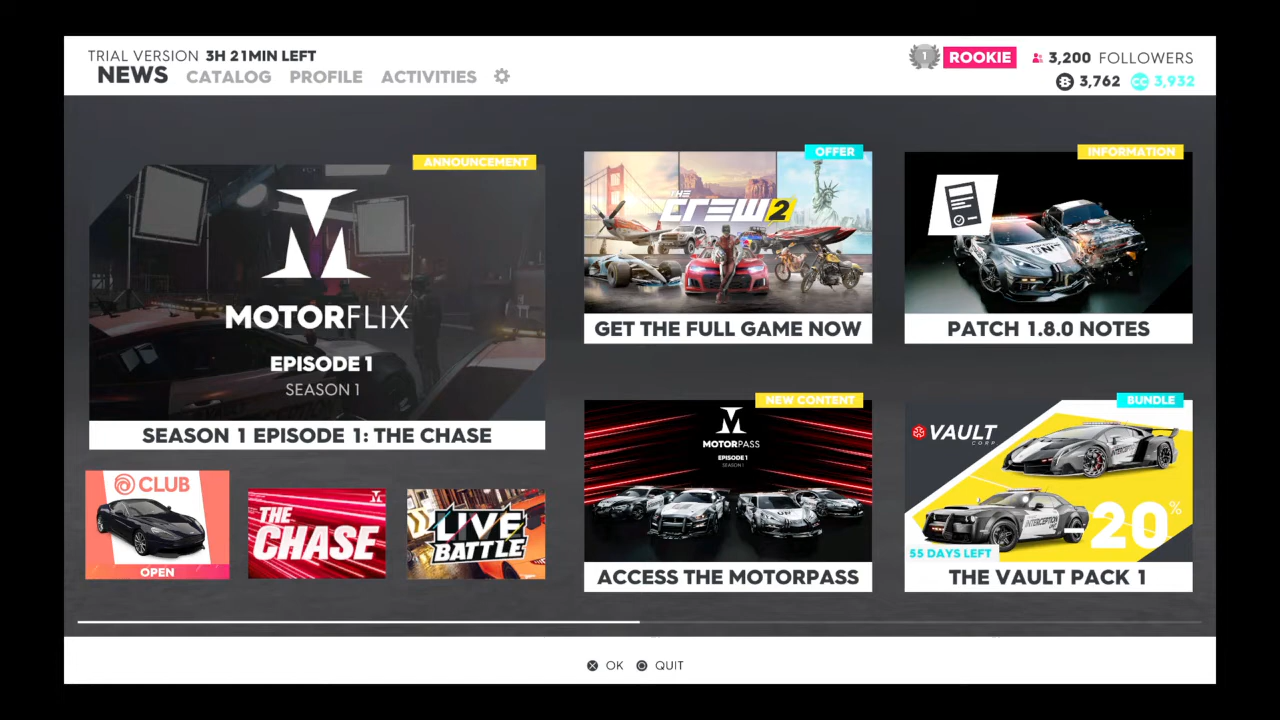 TRIAL VERSION 3H 21MIN LEFT
NEWS CATALOG PROFILE ACTIVITIES
1 ROOKIE 3,200 FOLLOWERS
3,762 CC 3,932
ANNOUNCEMENT
MOTORFLIX
EPISODE 1
SEASON 1
SEASON 1 EPISODE 1: THE CHASE
CLUB
OPEN
THE
CHASE
LIVE
BATTLE
OFFER
THE
CREW 2
GET THE FULL GAME NOW
INFORMATION
PATCH 1.8.0 NOTES
NEW CONTENT
MOTORPASS
EPISODE 1
SEASON 1
ACCESS THE MOTORPASS
BUNDLE
VAULT
CORP
INTERCEPTION
UNIT
-20%
55 DAYS LEFT
THE VAULT PACK 1
OK QUIT